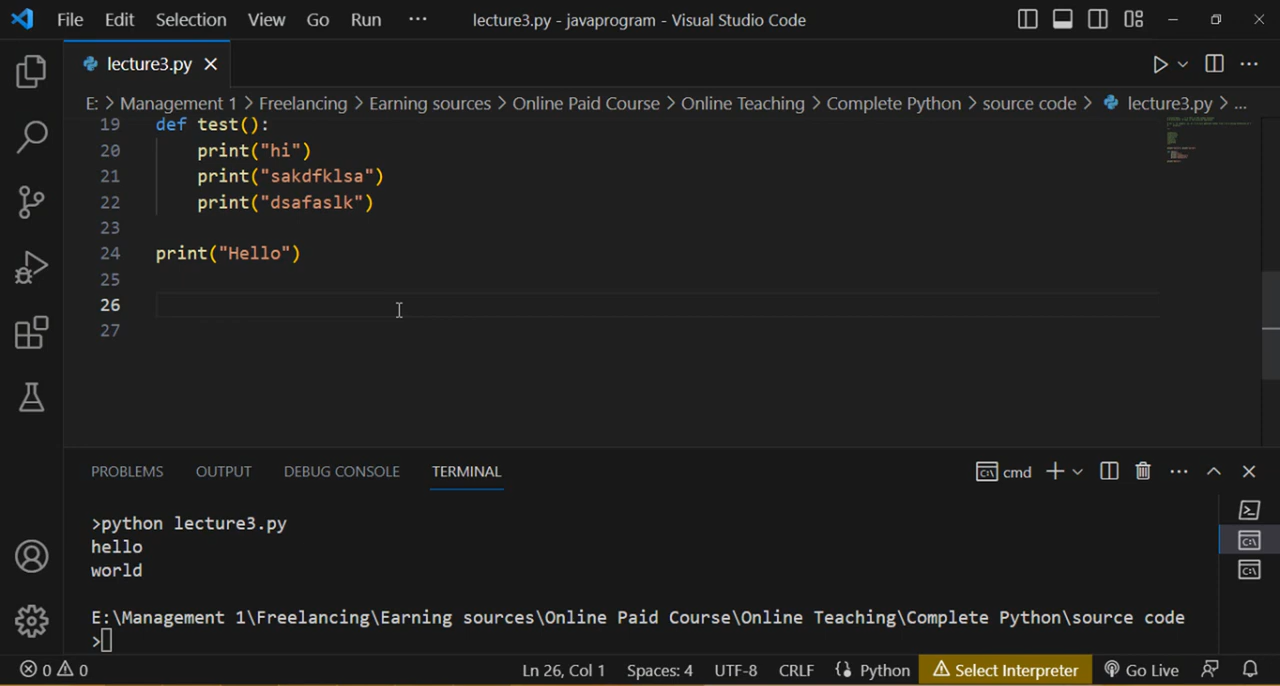 File Edit Selection View Go Run ··· lecture3.py - javaprogram - Visual Studio Code
lecture3.py
E: > Management 1 > Freelancing > Earning sources > Online Paid Course > Online Teaching > Complete Python > source code > lecture3.py > ...
19 def test():
20 print("hi")
21 print("sakdfklsa")
22 print("dsafaslk")
23
24 print("Hello")
25
26
27
PROBLEMS OUTPUT DEBUG CONSOLE TERMINAL cmd
>python lecture3.py
hello
world
E:\Management 1\Freelancing\Earning sources\Online Paid Course\Online Teaching\Complete Python\source code
>
0 0 Ln 26, Col 1 Spaces: 4 UTF-8 CRLF Python Select Interpreter Go Live